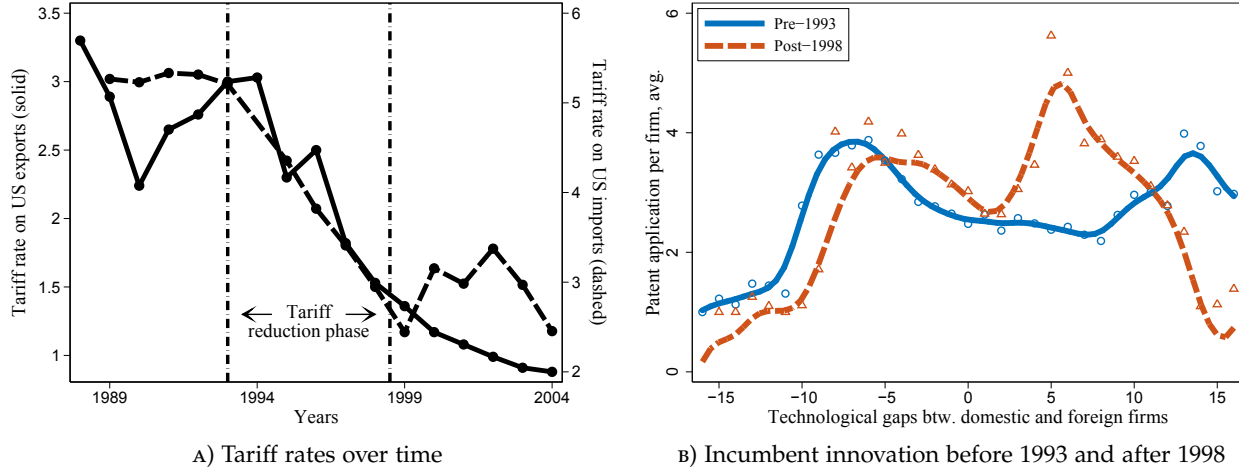 3.5
3
2.5
2
1.5
1
Tariff rate on US exports (solid)
6
5
4
3
2
Tariff rate on US imports (dashed)
Tariff
reduction phase
1989
1994
1999
2004
Years
A) Tariff rates over time
Pre−1993
Post−1998
6
4
2
0
Patent application per firm, avg.
−15
−10
−5
0
5
10
15
Technological gaps btw. domestic and foreign firms
B) Incumbent innovation before 1993 and after 1998